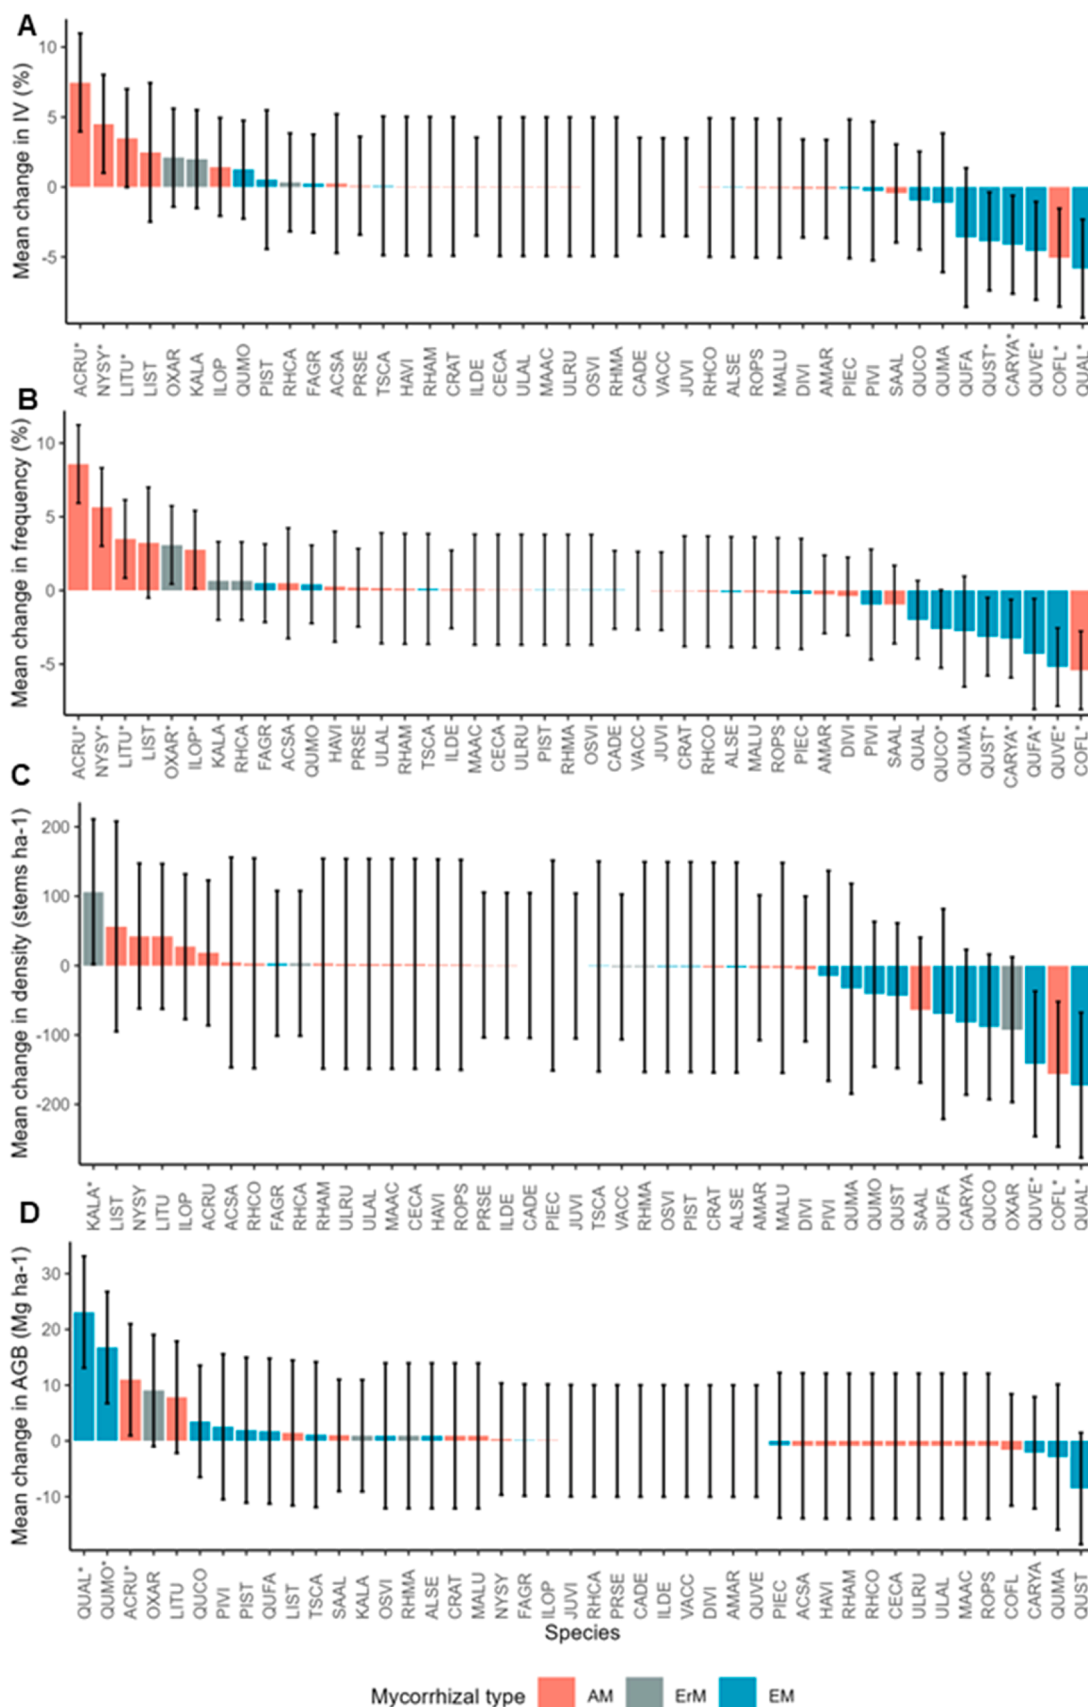 A
Mean change in IV (%)
10
5
0
-5
ACRU* NYSY* LITU* LIST OXAR KALA ILOP QUMO PIST RHCA FAGR ACSA PRSE TSCA HAVI RHAM CRAT ILDE CECA ULAL MAAC ULRU OSVI RHMA CADE VACC JUVI RHCO ALSE ROPS MALU DIVI AMAR PIEC PIVI SAAL QUCO QUMA QUFA QUST* CARYA* QUVE* COFL* QUAL*
B
Mean change in frequency (%)
10
5
0
-5
ACRU* NYSY* LITU* LIST OXAR* ILOP* KALA RHCA FAGR ACSA QUMO HAVI PRSE ULAL RHAM TSCA ILDE MAAC CECA ULRU PIST RHMA OSVI CADE VACC JUVI CRAT RHCO ALSE MALU ROPS PIEC AMAR DIVI PIVI SAAL QUAL QUCO* QUMA QUST* CARYA* QUFA* QUVE* COFL*
C
Mean change in density (stems ha-1)
200
100
0
-100
-200
KALA* LIST NYSY LITU ILOP ACRU ACSA RHCO FAGR RHCA RHAM ULRU ULAL MAAC CECA HAVI ROPS PRSE ILDE CADE PIEC JUVI TSCA VACC RHMA OSVI PIST CRAT ALSE AMAR MALU DIVI PIVI QUMA QUMO QUST SAAL QUFA CARYA QUCO OXAR QUVE* COFL* QUAL*
D
Mean change in AGB (Mg ha-1)
30
20
10
0
-10
QUAL* QUMO* ACRU* OXAR LITU QUCO PIVI PIST QUFA LIST TSCA SAAL KALA OSVI RHMA ALSE CRAT MALU NYSY FAGR ILOP JUVI RHCA PRSE CADE ILDE VACC DIVI AMAR QUVE PIEC ACSA HAVI RHAM RHCO CECA ULRU ULAL MAAC ROPS COFL CARYA QUMA QUST
Species
Mycorrhizal type AM ErM EM